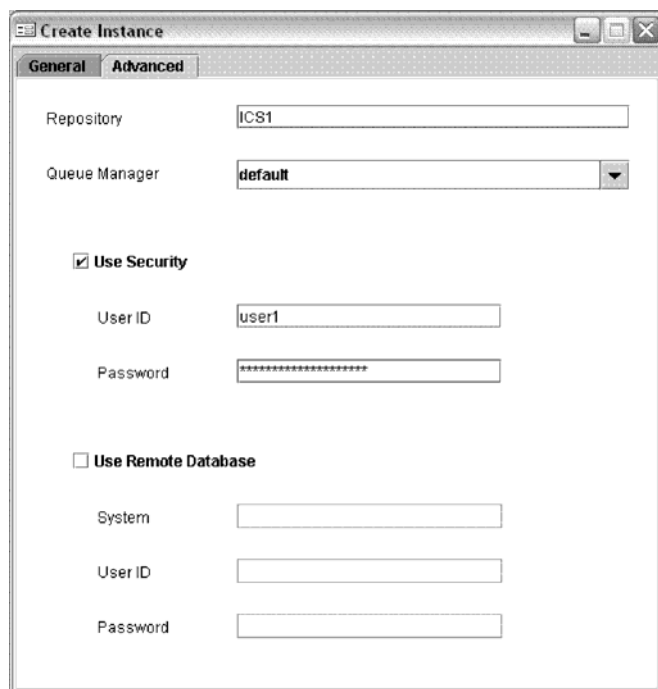 Create Instance
General Advanced
Repository ICS1
Queue Manager default
Use Security
User ID user1
Password ********************
Use Remote Database
System
User ID
Password